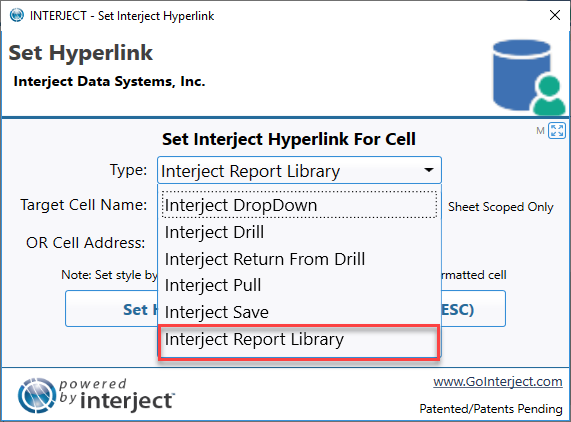 INTERJECT - Set Interject Hyperlink
Set Hyperlink
Interject Data Systems, Inc.
M
Set Interject Hyperlink For Cell
Type: Interject Report Library
Target Cell Name: Interject DropDown Sheet Scoped Only
Interject Drill
OR Cell Address:
Interject Return From Drill
Note: Set style by rmatted cell
Interject Pull
Set H ESC)
Interject Save
Interject Report Library
powered by interject
www.GoInterject.com
Patented/Patents Pending